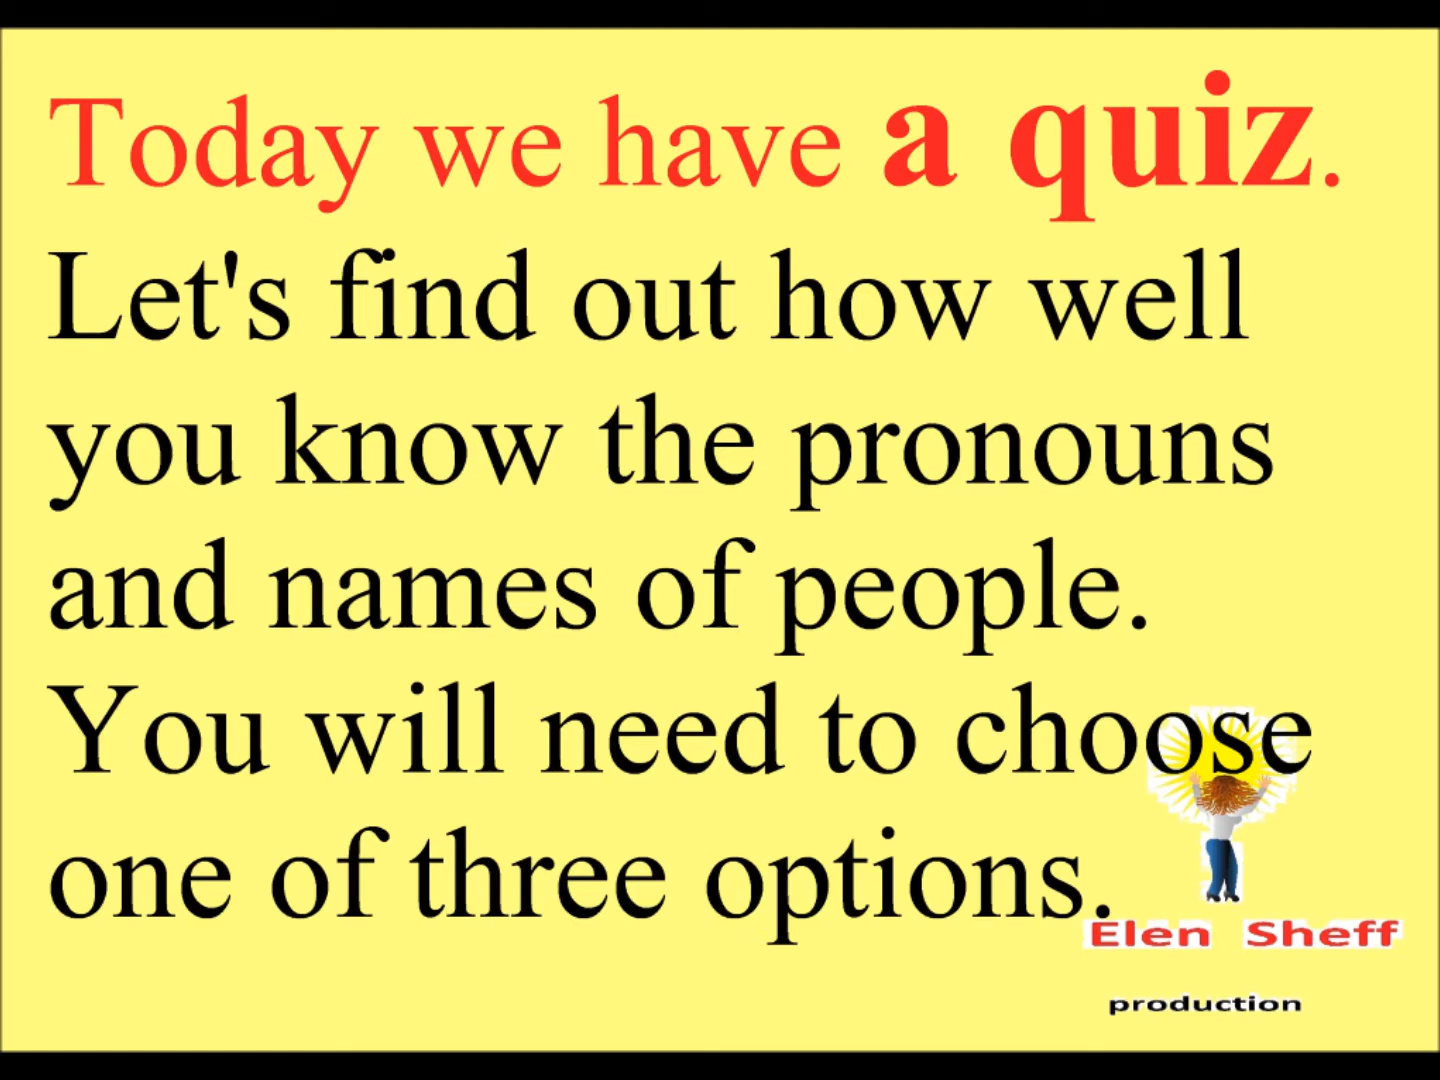 Today we have a quiz.
Let's find out how well
you know the pronouns
and names of people.
You will need to choose
one of three options.
Elen Sheff
production